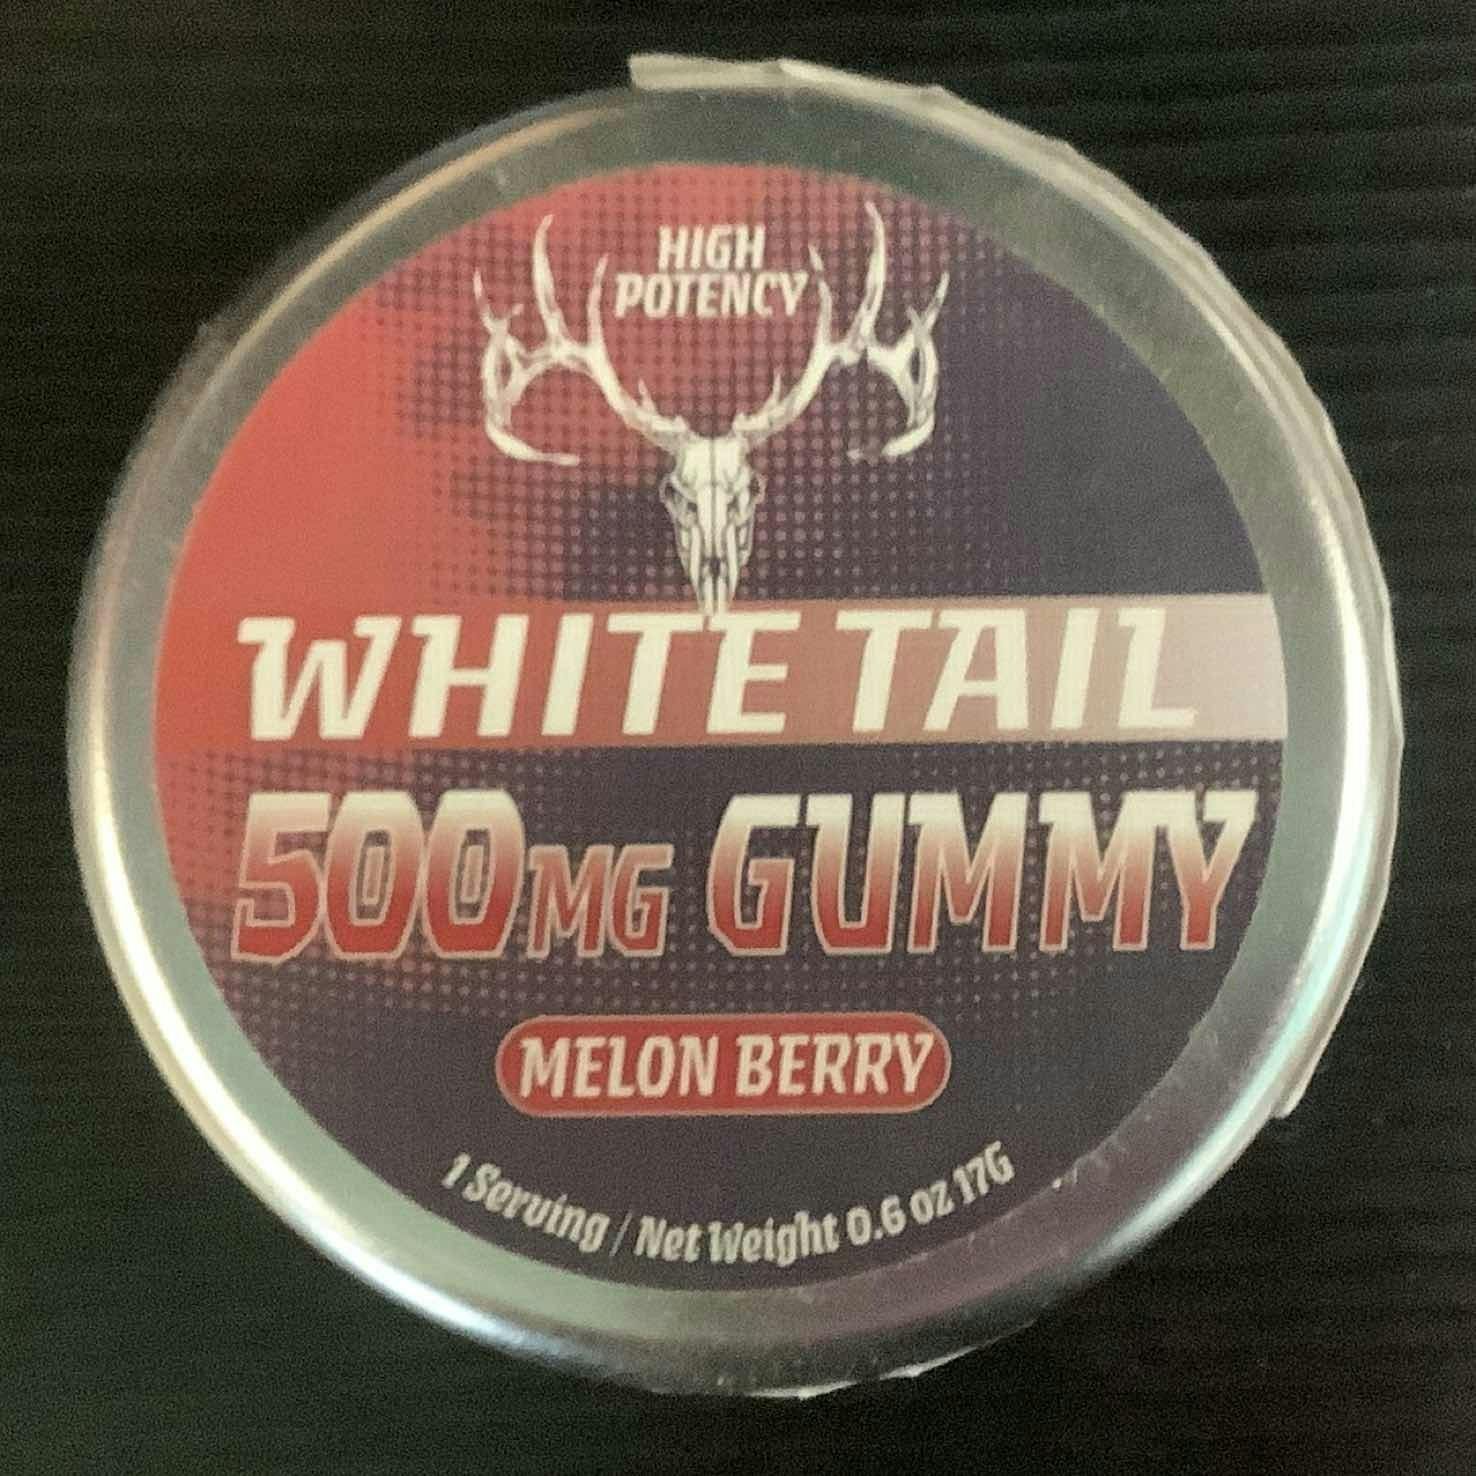 HIGH
POTENCY
WHITE TAIL
500MG GUMMY
MELON BERRY
1 Serving / Net Weight 0.6 oz 17G